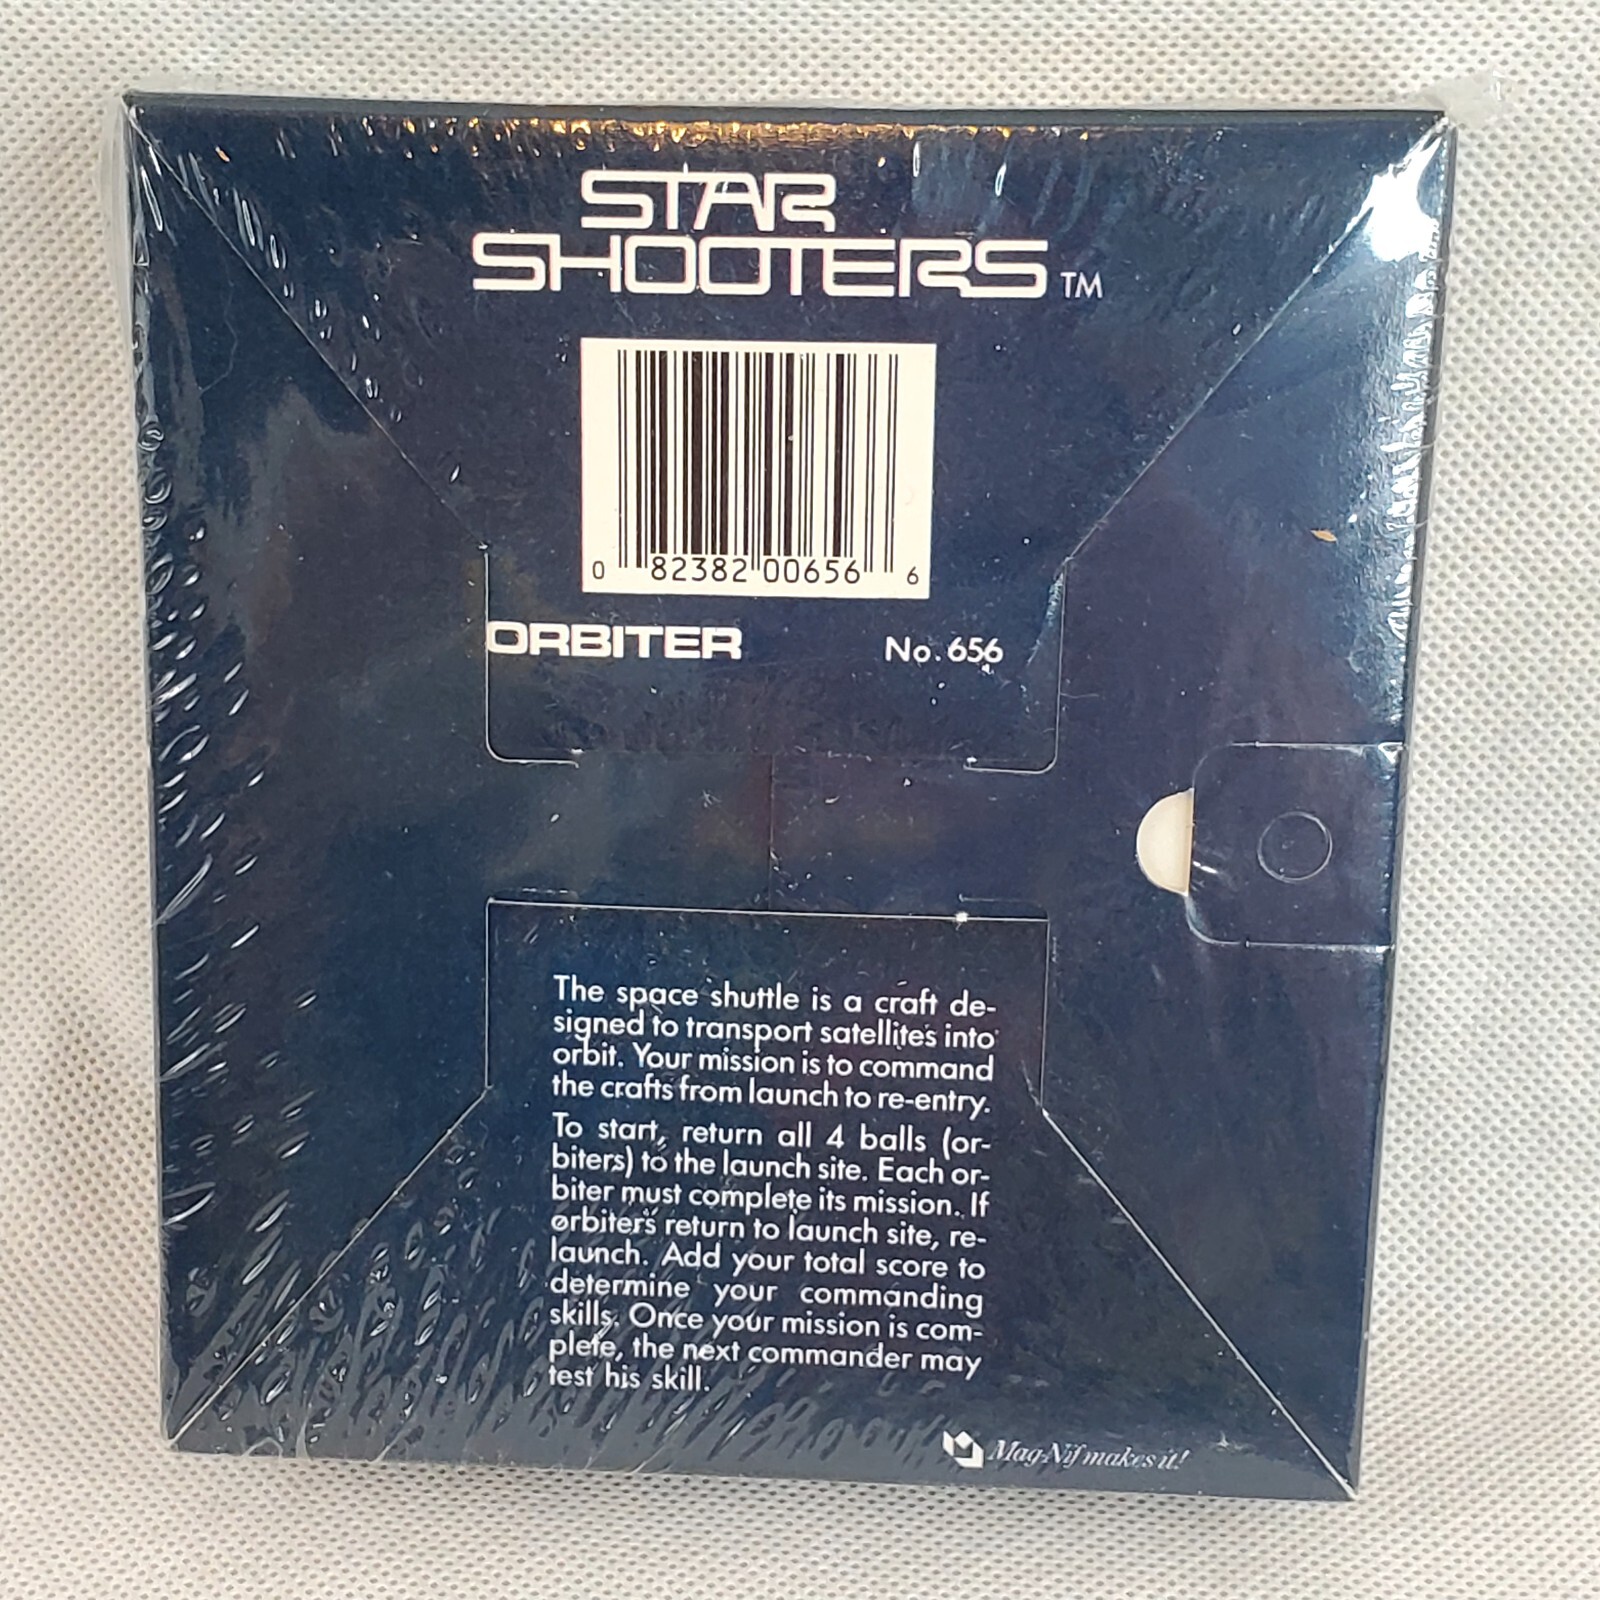 STAR
SHOOTERS TM
0 82382 00656 6
ORBITER No. 656
The space shuttle is a craft de-
signed to transport satellites into
orbit. Your mission is to command
the crafts from launch to re-entry.
To start, return all 4 balls (or-
biters) to the launch site. Each or-
biter must complete its mission. If
orbiters return to launch site, re-
launch. Add your total score to
determine your commanding
skills. Once your mission is com-
plete, the next commander may
test his skill.
Mag-Nif makes it!